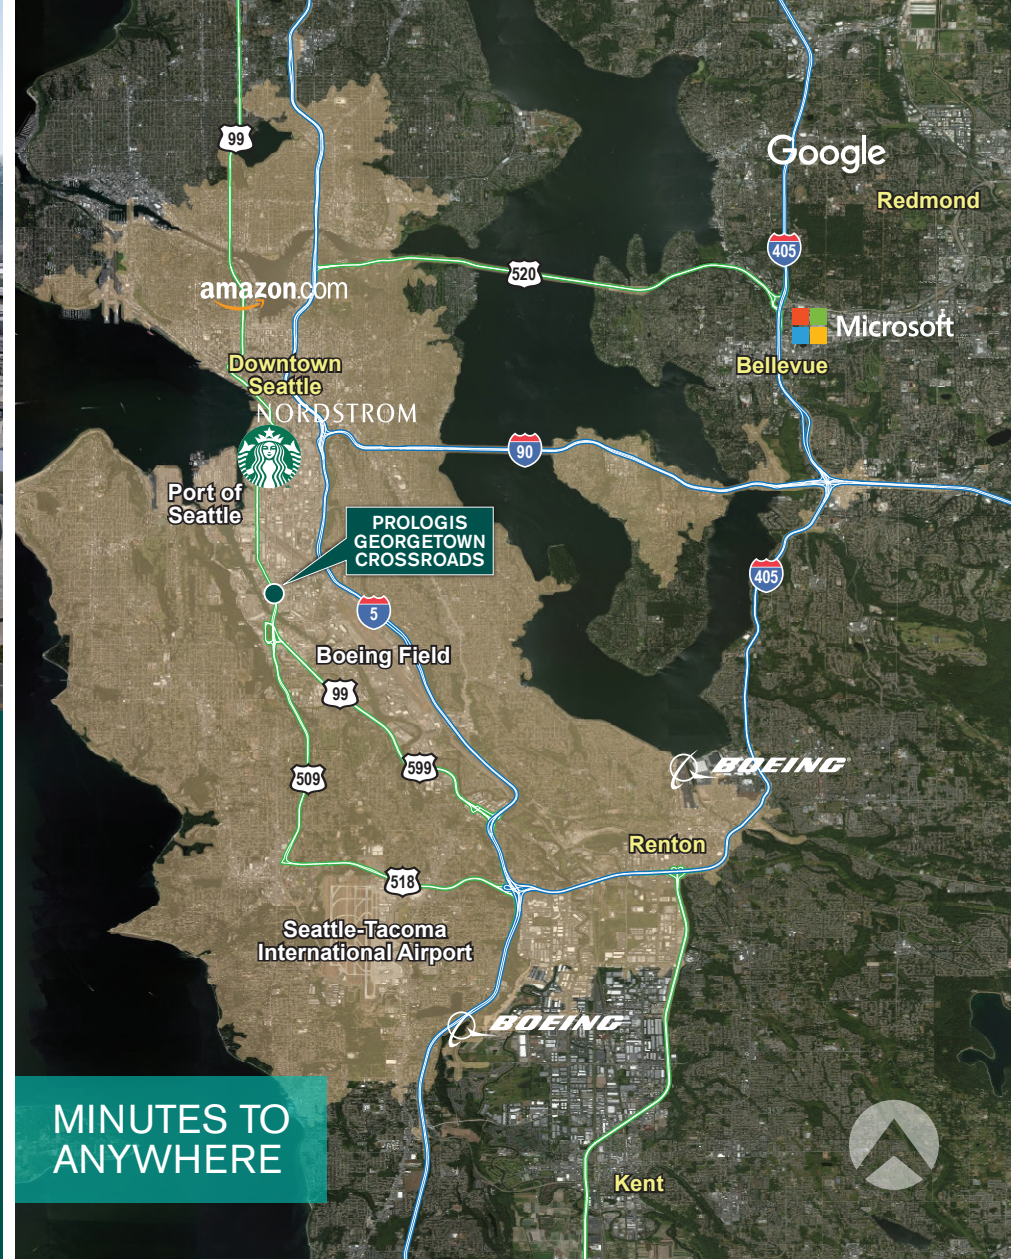 99
Google
Redmond
405
520
amazon.com
Microsoft
Downtown
Seattle
Bellevue
NORDSTROM
90
Port of
Seattle
PROLOGIS
GEORGETOWN
CROSSROADS
405
5
Boeing Field
99
599
BOEING
509
Renton
518
Seattle-Tacoma
International Airport
BOEING
MINUTES TO
ANYWHERE
Kent